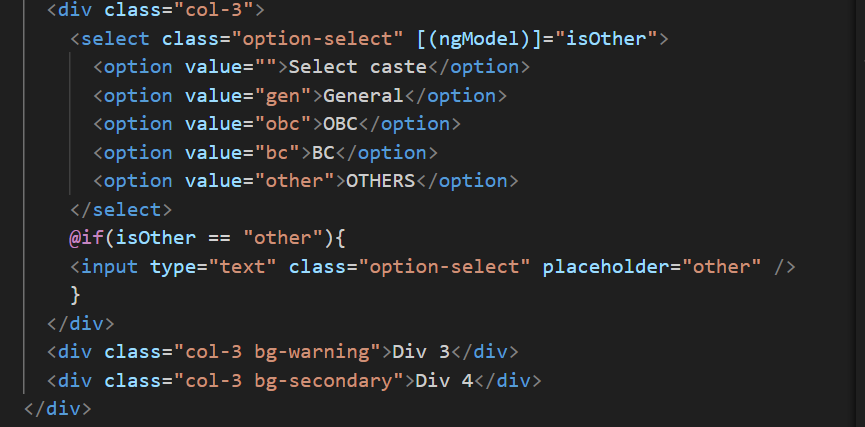 <div class="col-3">
<select class="option-select" [(ngModel)]="isOther">
<option value="">Select caste</option>
<option value="gen">General</option>
<option value="obc">OBC</option>
<option value="bc">BC</option>
<option value="other">OTHERS</option>
</select>
@if(isOther == "other"){
<input type="text" class="option-select" placeholder="other" />
}
</div>
<div class="col-3 bg-warning">Div 3</div>
<div class="col-3 bg-secondary">Div 4</div>
</div>